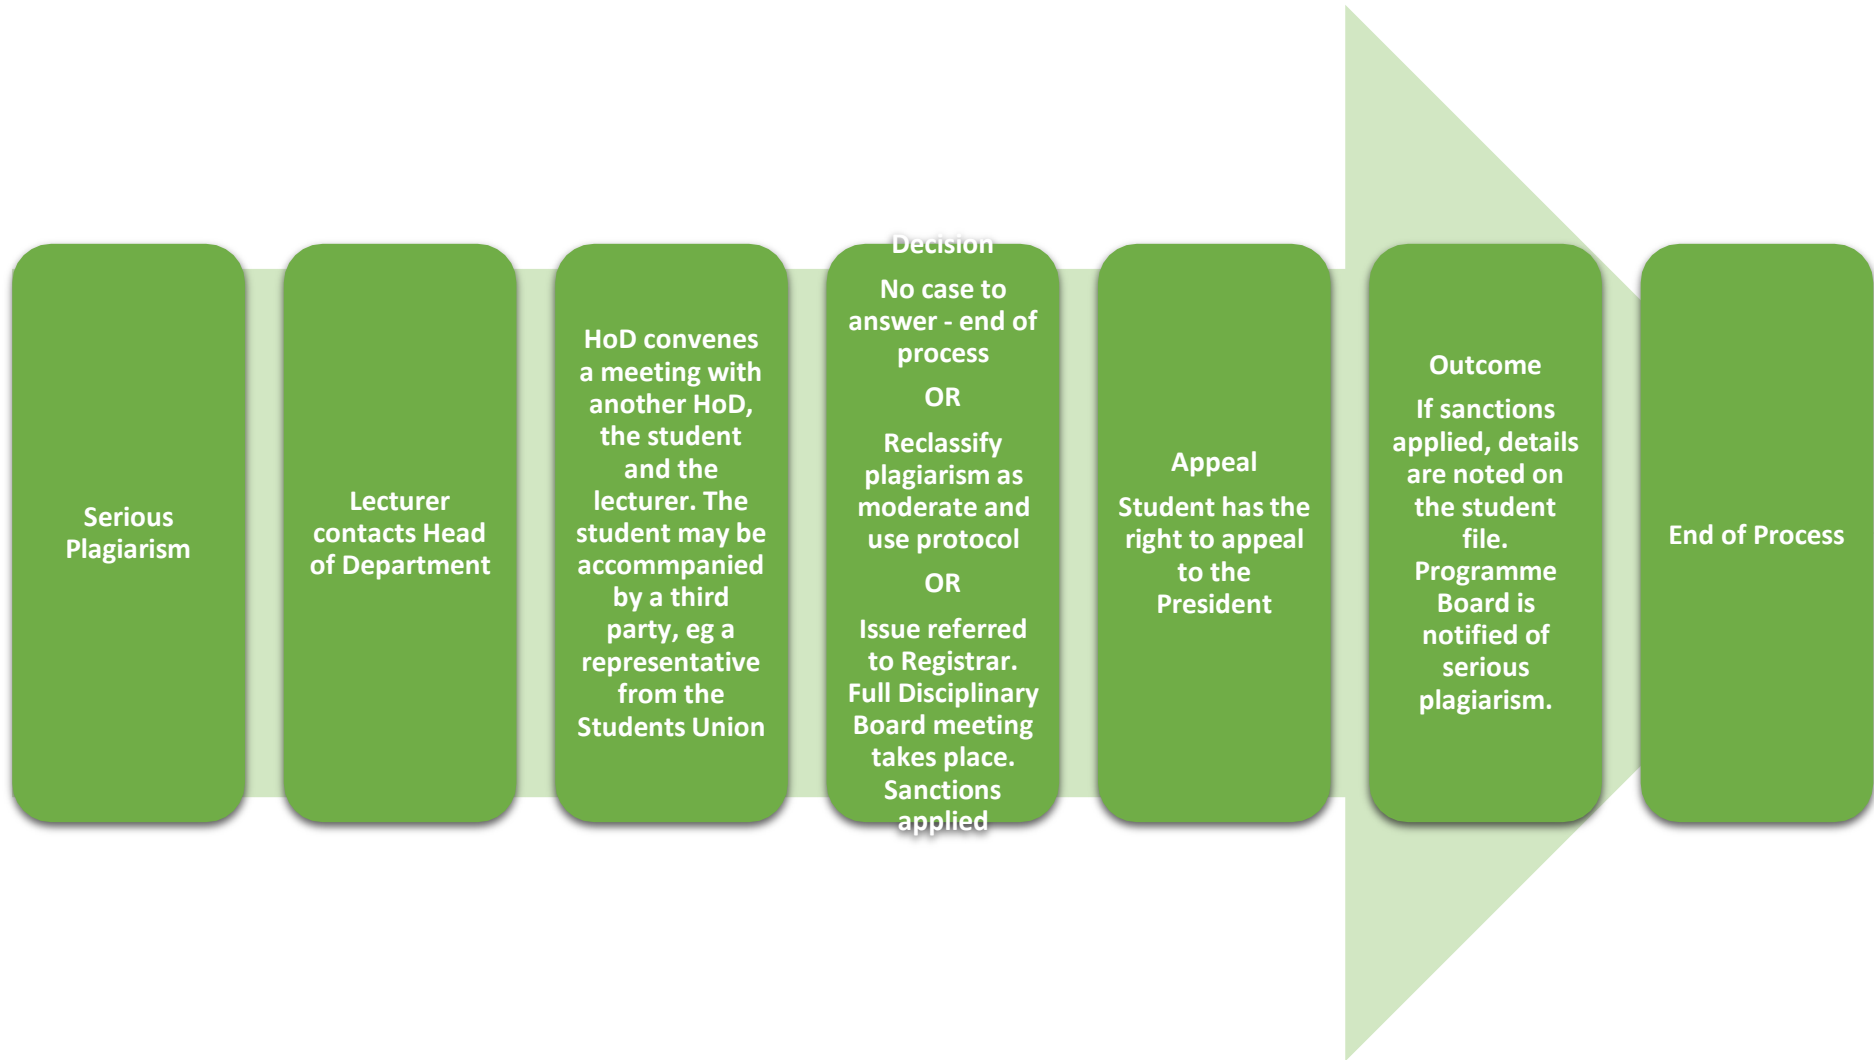 Serious
Plagiarism
Lecturer
contacts Head
of Department
HoD convenes
a meeting with
another HoD,
the student
and the
lecturer. The
student may be
accommpanied
by a third
party, eg a
representative
from the
Students Union
Decision
No case to
answer - end of
process
OR
Reclassify
plagiarism as
moderate and
use protocol
OR
Issue referred
to Registrar.
Full Disciplinary
Board meeting
takes place.
Sanctions
applied
Appeal
Student has the
right to appeal
to the
President
Outcome
If sanctions
applied, details
are noted on
the student
file.
Programme
Board is
notified of
serious
plagiarism.
End of Process